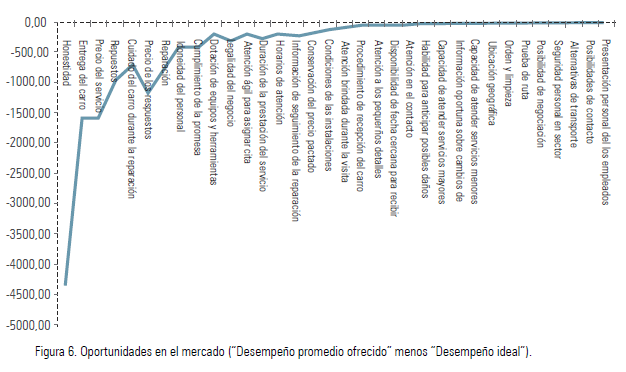 0,00
-500,00
-1000,00
-1500,00
-2000,00
-2500,00
-3000,00
-3500,00
-4000,00
-4500,00
-5000,00
Honestidad
Entrega del carro
Precio del servicio
Repuestos
Cuidado del carro durante la reparación
Precio de los respuestos
Reparación
Idoneidad del personal
Cumplimiento de la promesa
Dotación de equipos y herramientas
Legalidad del negocio
Atención ágil para asignar cita
Duración de la prestación del servicio
Horarios de atención
Información de seguimiento de la reparación
Conservación del precio pactado
Condiciones de las instalaciones
Atención brindada durante la visita
Procedimiento de recepción del carro
Atención a los pequeños detalles
Disponibilidad de fecha cercana para recibir
Atención en el contacto
Habilidad para anticipar posibles daños
Capacidad de atender servicios mayores
Información oportuna sobre cambios de
Capacidad de atender servicios menores
Ubicación geográfica
Orden y limpieza
Prueba de ruta
Posibilidad de negociación
Seguridad personal en sector
Alternativas de transporte
Posibilidades de contacto
Presentación personal del los empleados
Figura 6. Oportunidades en el mercado (“Desempeño promedio ofrecido” menos “Desempeño ideal”).